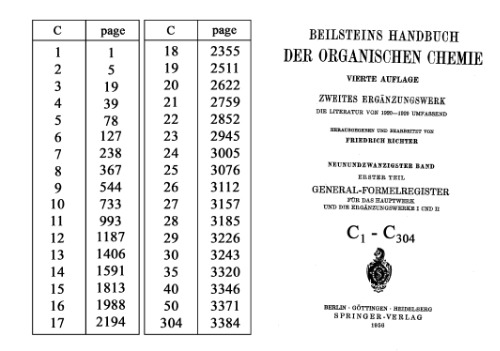 C page
1 1
2 5
3 19
4 39
5 78
6 127
7 238
8 367
9 544
10 733
11 993
12 1187
13 1406
14 1591
15 1813
16 1988
17 2194
C page
18 2355
19 2511
20 2622
21 2759
22 2852
23 2945
24 3005
25 3076
26 3112
27 3157
28 3185
29 3226
30 3243
35 3320
40 3346
50 3371
304 3384
BEILSTEINS HANDBUCH
DER ORGANISCHEN CHEMIE
VIERTE AUFLAGE
ZWEITES ERGÄNZUNGSWERK
DIE LITERATUR VON 1920–1929 UMFASSEND
HERAUSGEGEBEN UND BEARBEITET VON
FRIEDRICH RICHTER
NEUNUNDZWANZIGSTER BAND
ERSTER TEIL
GENERAL-FORMELREGISTER
FÜR DAS HAUPTWERK
UND DIE ERGÄNZUNGSWERKE I UND II
C₁ - C₃₀₄
BERLIN · GÖTTINGEN · HEIDELBERG
SPRINGER-VERLAG
1956